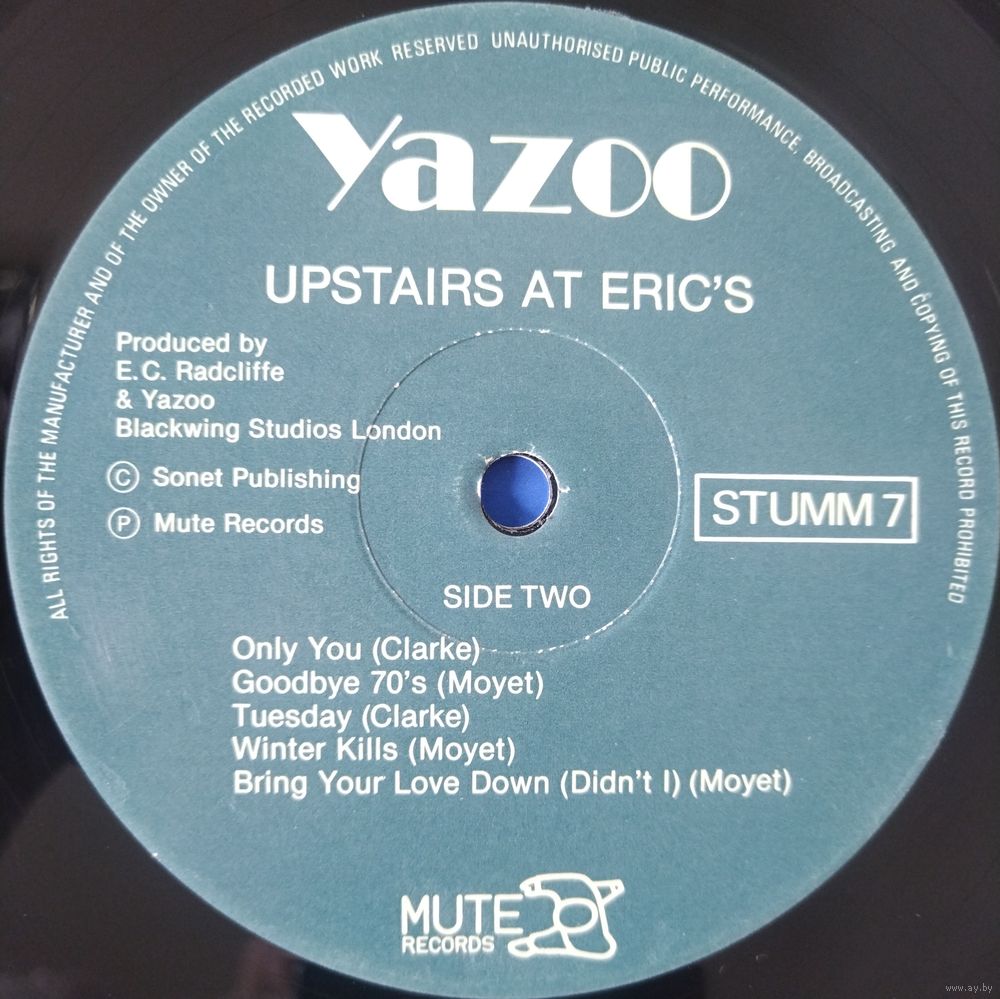 ALL RIGHTS OF THE MANUFACTURER AND OF THE OWNER OF THE RECORDED WORK RESERVED UNAUTHORISED PUBLIC PERFORMANCE, BROADCASTING AND COPYING OF THIS RECORD PROHIBITED
Yazoo
UPSTAIRS AT ERIC'S
Produced by
E.C. Radcliffe
& Yazoo
Blackwing Studios London
Ⓒ Sonet Publishing
Ⓟ Mute Records
STUMM 7
SIDE TWO
Only You (Clarke)
Goodbye 70's (Moyet)
Tuesday (Clarke)
Winter Kills (Moyet)
Bring Your Love Down (Didn't I) (Moyet)
MUTE
RECORDS
www.ay.by